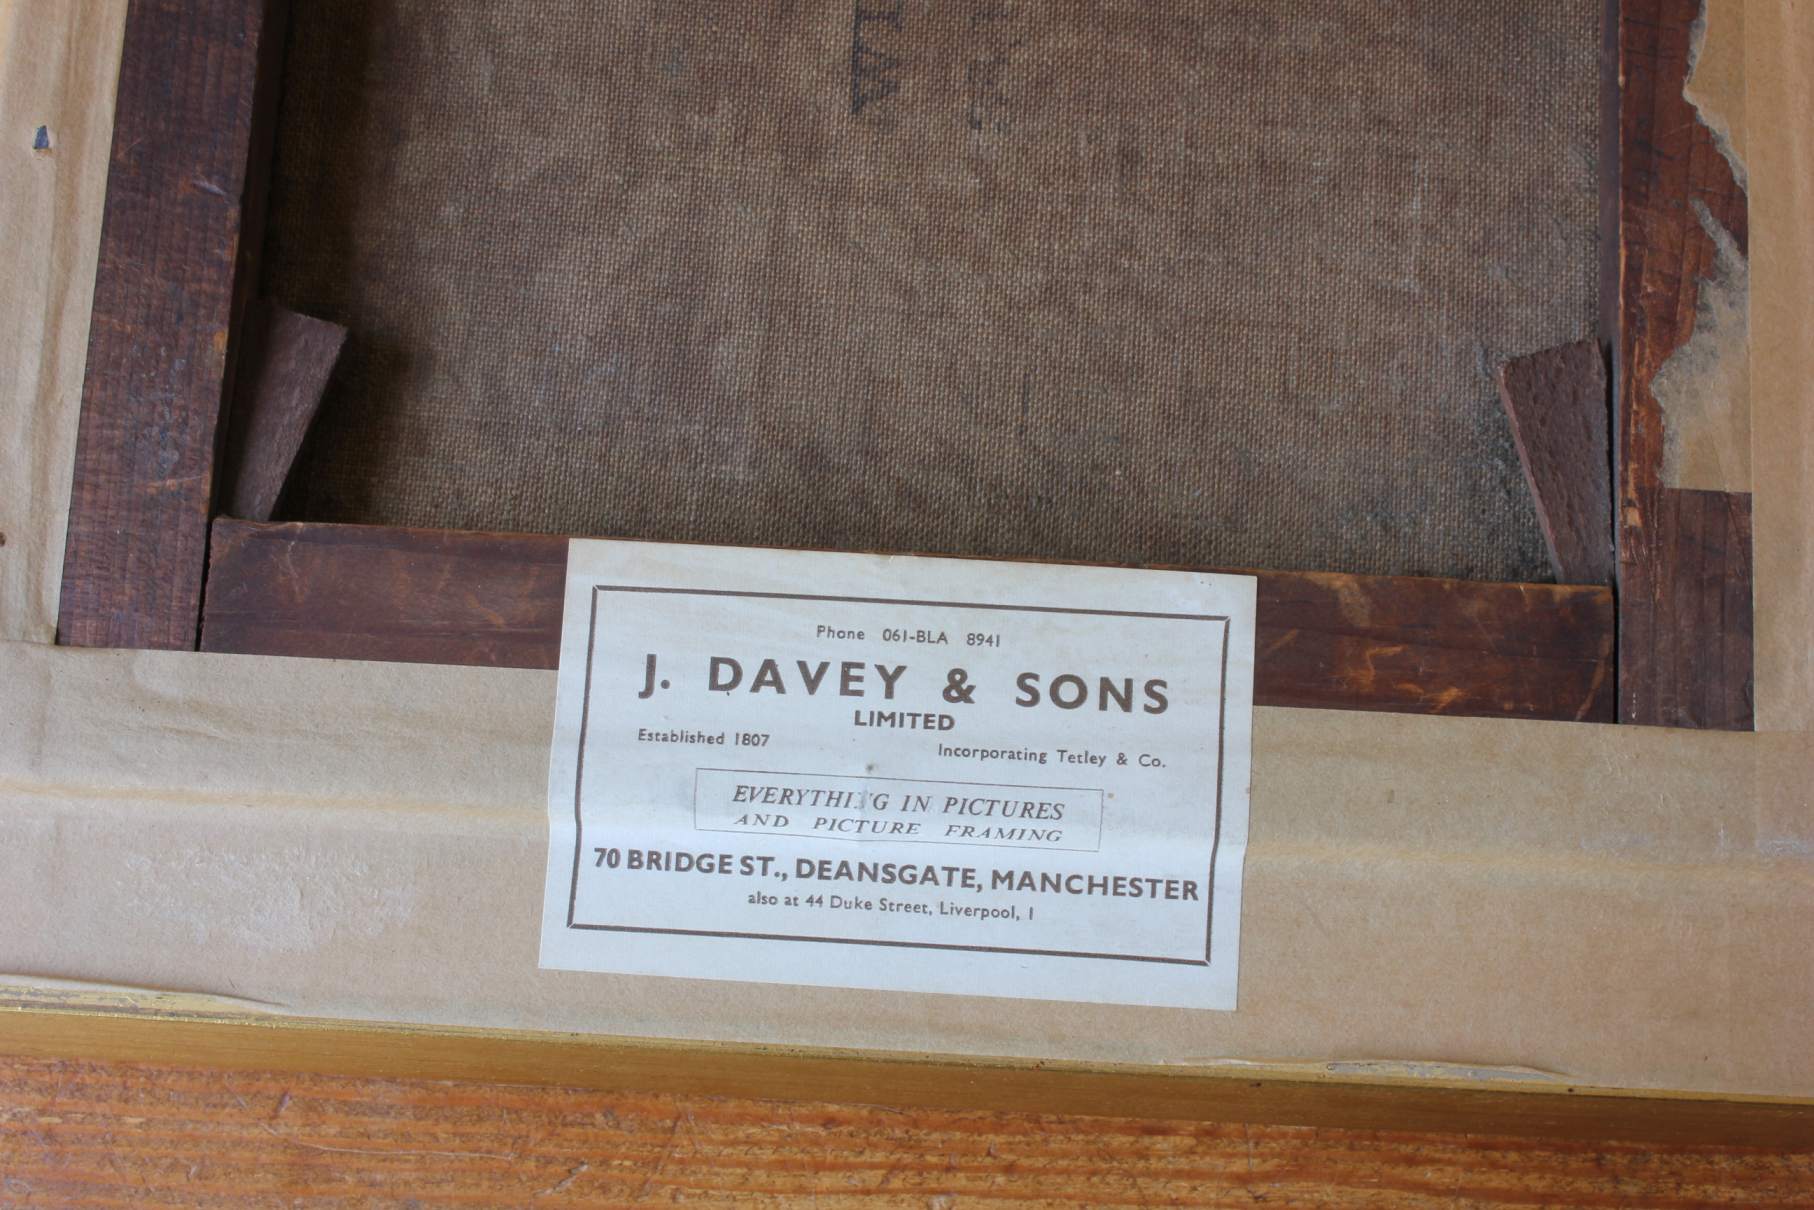 Phone 061-BLA 8941
J. DAVEY & SONS
LIMITED
Established 1807
Incorporating Tetley & Co.
EVERYTHING IN PICTURES
AND PICTURE FRAMING
70 BRIDGE ST., DEANSGATE, MANCHESTER
also at 44 Duke Street, Liverpool, 1